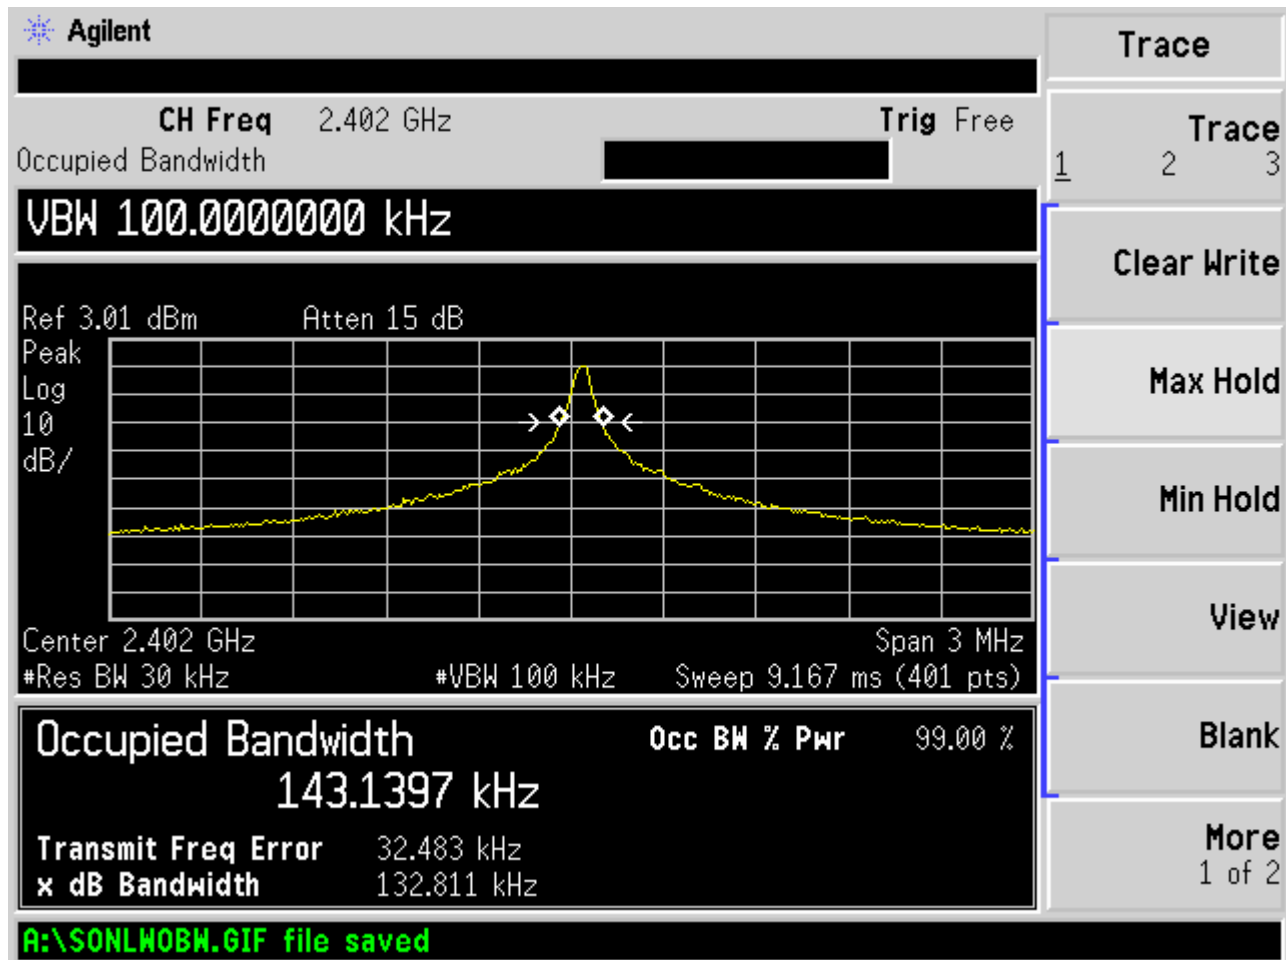 Agilent
Trace
CH Freq 2.402 GHz Trig Free
Occupied Bandwidth
Trace
1 2 3
VBW 100.0000000 kHz
Clear Write
Ref 3.01 dBm Atten 15 dB
Peak
Log
10
dB/
Max Hold
Min Hold
View
Center 2.402 GHz Span 3 MHz
#Res BW 30 kHz #VBW 100 kHz Sweep 9.167 ms (401 pts)
Occupied Bandwidth Occ BW % Pwr 99.00 %
143.1397 kHz
Blank
Transmit Freq Error 32.483 kHz
x dB Bandwidth 132.811 kHz
More
1 of 2
A:\SONLWOBW.GIF file saved